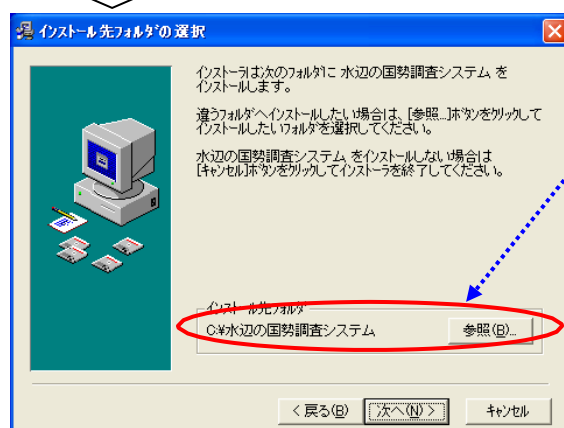 インストール先フォルダの選択
インストーラは次のフォルダに 水辺の国勢調査システム を
インストールします。
違うフォルダへインストールしたい場合は、[参照...]ボタンをクリックして
インストールしたいフォルダを選択してください。
水辺の国勢調査システム をインストールしない場合は
[キャンセル]ボタンをクリックしてインストーラを終了してください。
インストール先フォルダ
C:¥水辺の国勢調査システム
参照(B)...
< 戻る(B)
次へ(N) >
キャンセル